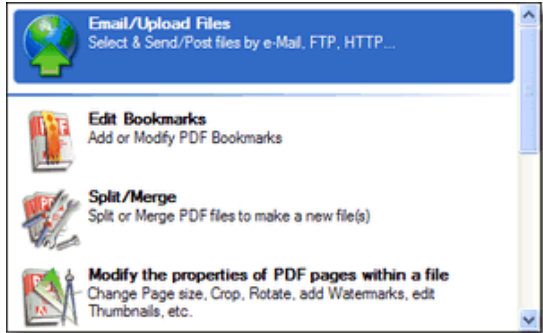 Email/Upload Files
Select & Send/Post files by e-Mail, FTP, HTTP...
Edit Bookmarks
Add or Modify PDF Bookmarks
Split/Merge
Split or Merge PDF files to make a new file(s)
Modify the properties of PDF pages within a file
Change Page size, Crop, Rotate, add Watermarks, edit
Thumbnails, etc.